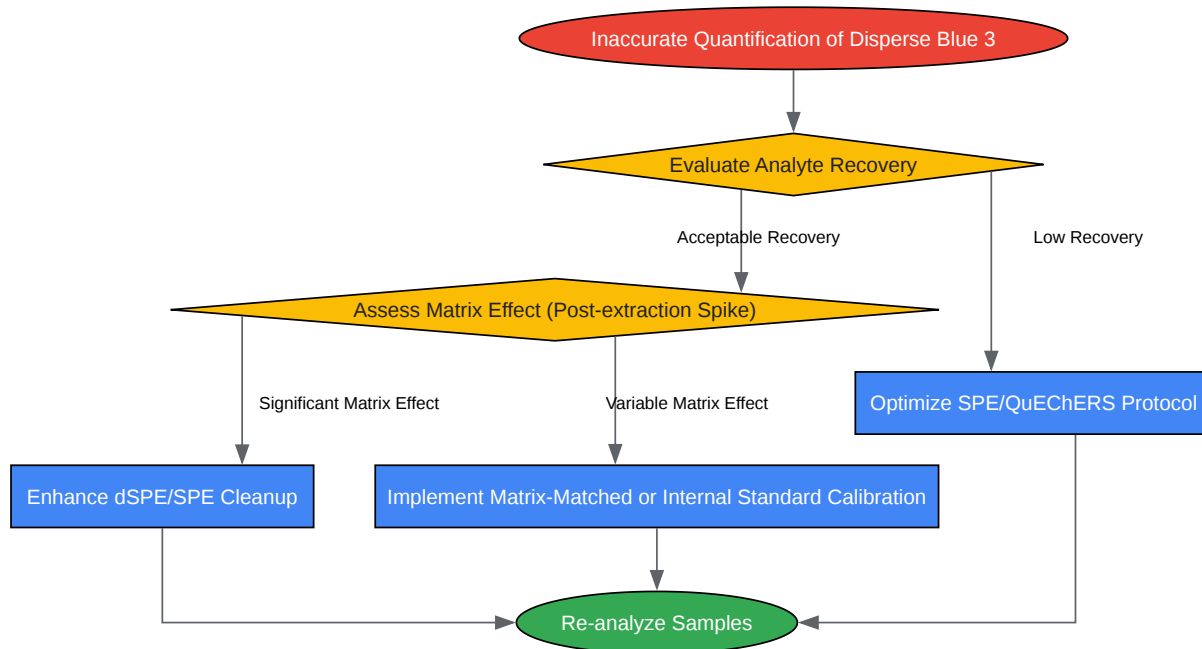 Inaccurate Quantification of Disperse Blue 3
Evaluate Analyte Recovery
Acceptable Recovery
Low Recovery
Assess Matrix Effect (Post-extraction Spike)
Significant Matrix Effect
Variable Matrix Effect
Optimize SPE/QuEChERS Protocol
Enhance dSPE/SPE Cleanup
Implement Matrix-Matched or Internal Standard Calibration
Re-analyze Samples